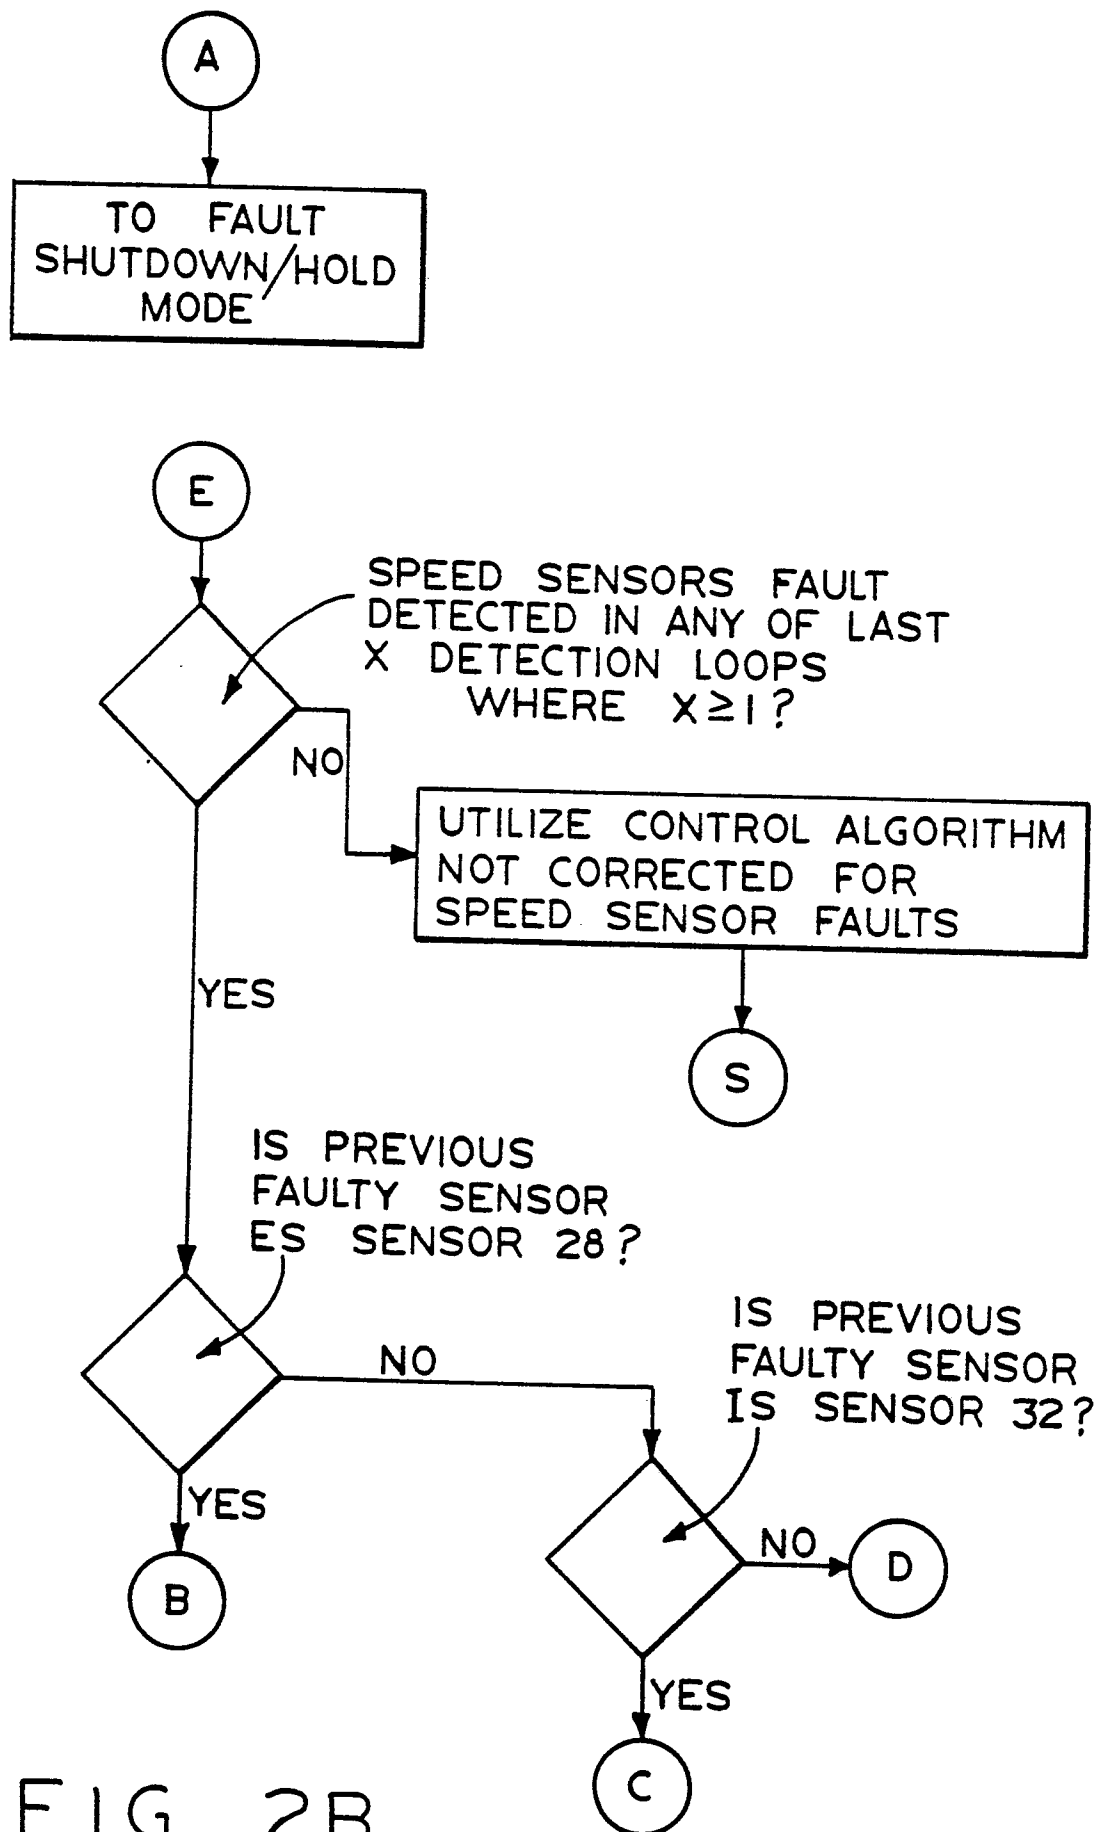 A
TO FAULT
SHUTDOWN/HOLD
MODE
E
SPEED SENSORS FAULT
DETECTED IN ANY OF LAST
X DETECTION LOOPS
WHERE X≥1?
NO
UTILIZE CONTROL ALGORITHM
NOT CORRECTED FOR
SPEED SENSOR FAULTS
YES
S
IS PREVIOUS
FAULTY SENSOR
ES SENSOR 28?
NO
IS PREVIOUS
FAULTY SENSOR
IS SENSOR 32?
YES
B
NO
D
YES
C
FIG. 2B